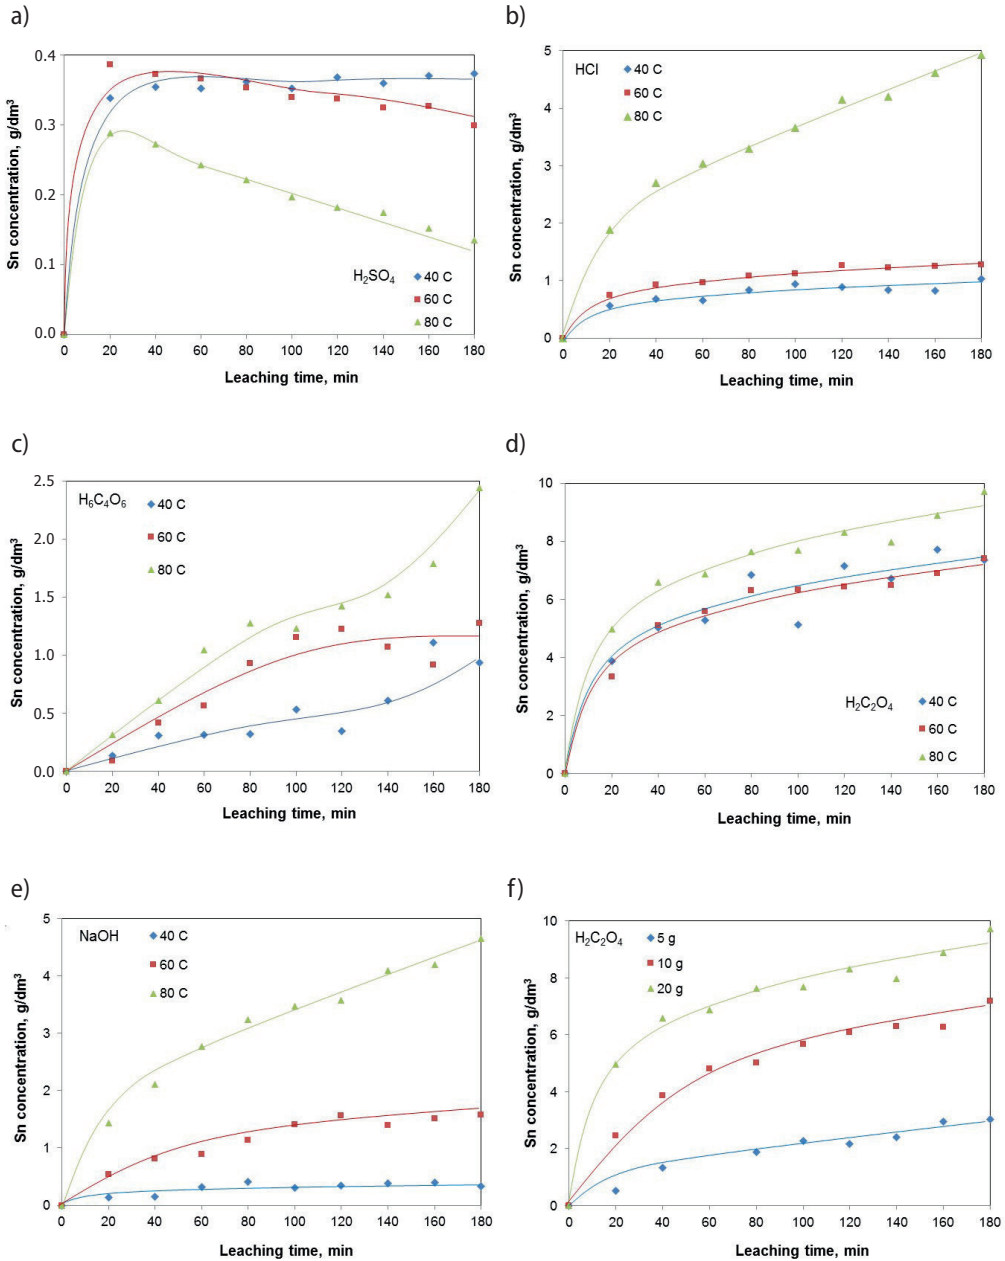 a)
H₂SO₄
40 C
60 C
80 C
Sn concentration, g/dm³
0.4
0.3
0.2
0.1
0.0
0 20 40 60 80 100 120 140 160 180
Leaching time, min
b)
HCl
40 C
60 C
80 C
Sn concentration, g/dm³
5
4
3
2
1
0
0 20 40 60 80 100 120 140 160 180
Leaching time, min
c)
H₆C₄O₆
40 C
60 C
80 C
Sn concentration, g/dm³
2.5
2.0
1.5
1.0
0.5
0.0
0 20 40 60 80 100 120 140 160 180
Leaching time, min
d)
H₂C₂O₄
40 C
60 C
80 C
Sn concentration, g/dm³
10
8
6
4
2
0
0 20 40 60 80 100 120 140 160 180
Leaching time, min
e)
NaOH
40 C
60 C
80 C
Sn concentration, g/dm³
5
4
3
2
1
0
0 20 40 60 80 100 120 140 160 180
Leaching time, min
f)
H₂C₂O₄
5 g
10 g
20 g
Sn concentration, g/dm³
10
8
6
4
2
0
0 20 40 60 80 100 120 140 160 180
Leaching time, min